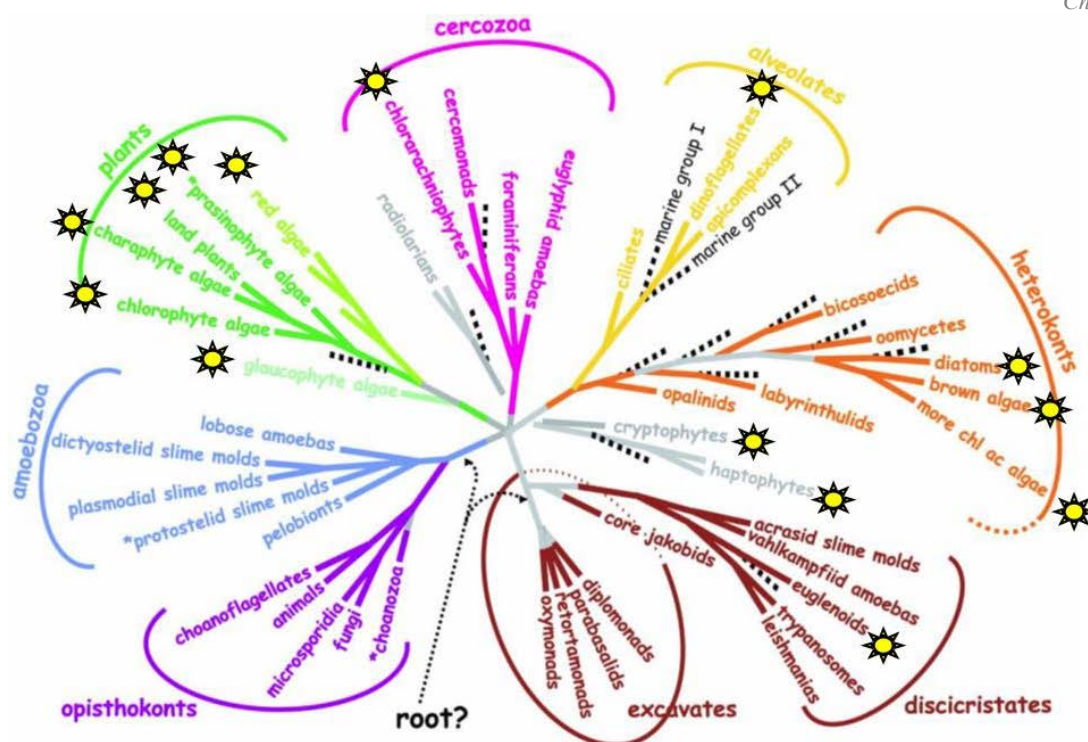 Ch
cercozoa
alveolates
plants
heterokonts
amoebozoa
opisthokonts
excavates
discicristates
root?
red algae
*prasinophyte algae
land plants
charaphyte algae
chlorophyte algae
glaucophyte algae
radiolarians
chlorarachniophytes
cercomonads
foraminiferans
euglyphid amoebas
ciliates
marine group I
dinoflagellates
apicomplexans
marine group II
bicosoecids
oomycetes
diatoms
brown algae
more chl ac algae
labyrinthulids
opalinids
cryptophytes
haptophytes
core jakobids
acrasid slime molds
vahlkampfiid amoebas
euglenoids
trypanosomes
leishmanias
diplomonads
parabasalids
retortamonads
oxymonads
*choanozoa
fungi
microsporidia
animals
choanoflagellates
pelobionts
*protostelid slime molds
plasmodial slime molds
dictyostelid slime molds
lobose amoebas